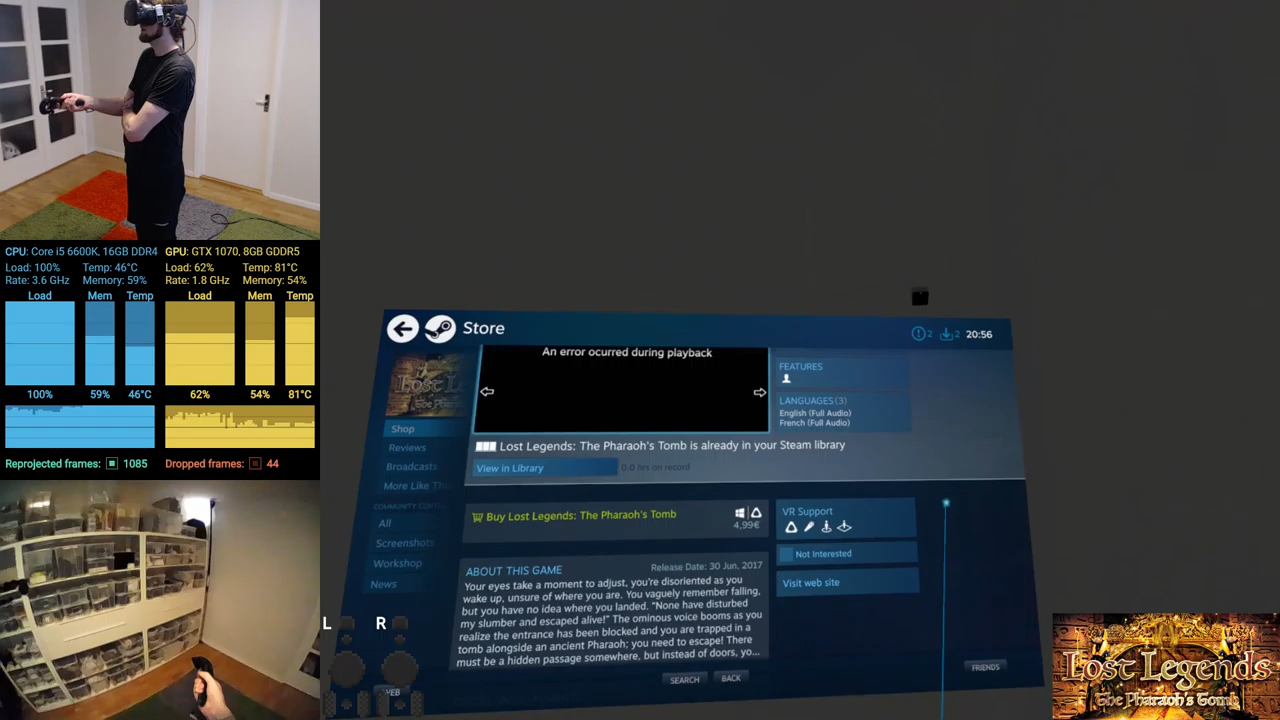 CPU: Core i5 6600K, 16GB DDR4
Load: 100%
Temp: 46°C
Rate: 3.6 GHz
Memory: 59%
Load
Mem
Temp
100%
59%
46°C
Reprojected frames:
1085
GPU: GTX 1070, 8GB GDDR5
Load: 62%
Temp: 81°C
Rate: 1.8 GHz
Memory: 54%
Load
Mem
Temp
62%
54%
81°C
Dropped frames:
44
Store
2
2
20:56
An error ocurred during playback
FEATURES
LANGUAGES (3)
English (Full Audio)
French (Full Audio)
Shop
Reviews
Broadcasts
More Like This
All
Screenshots
Workshop
News
Lost Legends: The Pharaoh's Tomb is already in your Steam library
View in Library
0.0 hrs on record
Buy Lost Legends: The Pharaoh's Tomb
4,99€
VR Support
Not Interested
Visit web site
ABOUT THIS GAME
Release Date: 30 Jun, 2017
Your eyes take a moment to adjust, you're disoriented as you
wake up, unsure of where you are. You vaguely remember falling,
but you have no idea where you landed. "None have disturbed
my slumber and escaped alive!" The ominous voice booms as you
realize the entrance has been blocked and you are trapped in a
tomb alongside an ancient Pharaoh; you need to escape! There
must be a hidden passage somewhere, but instead of doors, yo...
SEARCH
BACK
FRIENDS
WEB
L
R
Lost Legends
The Pharaoh's Tomb